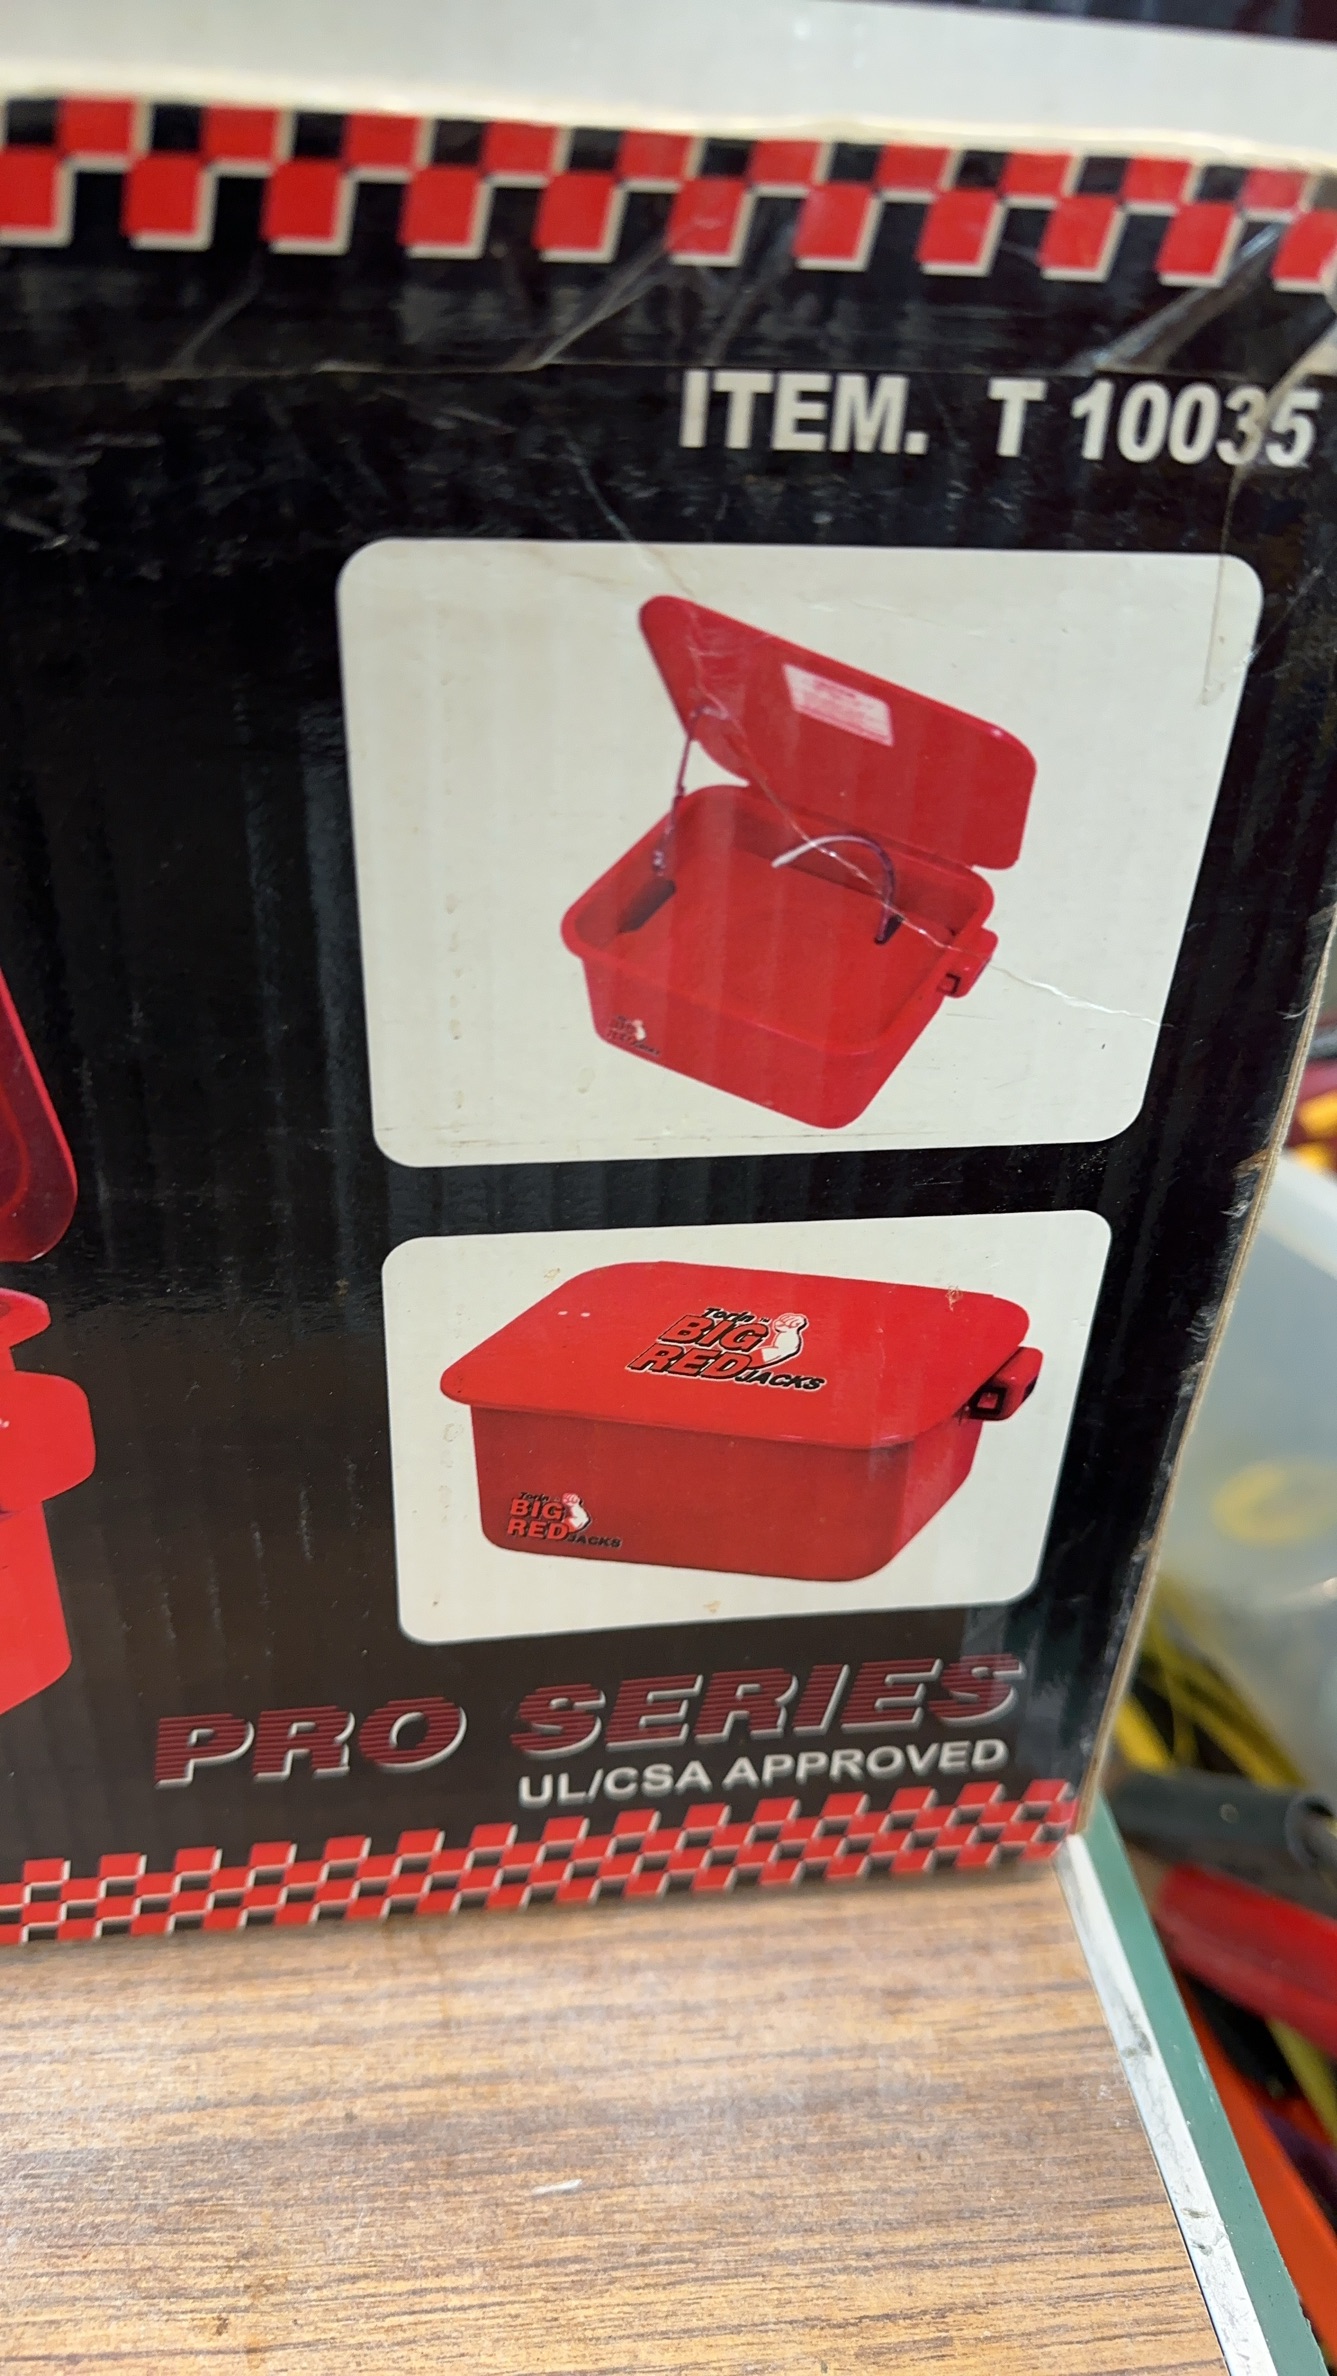 ITEM. T 10035
Torin
BIG
RED JACKS
Torin
BIG
RED JACKS
PRO SERIES
UL/CSA APPROVED